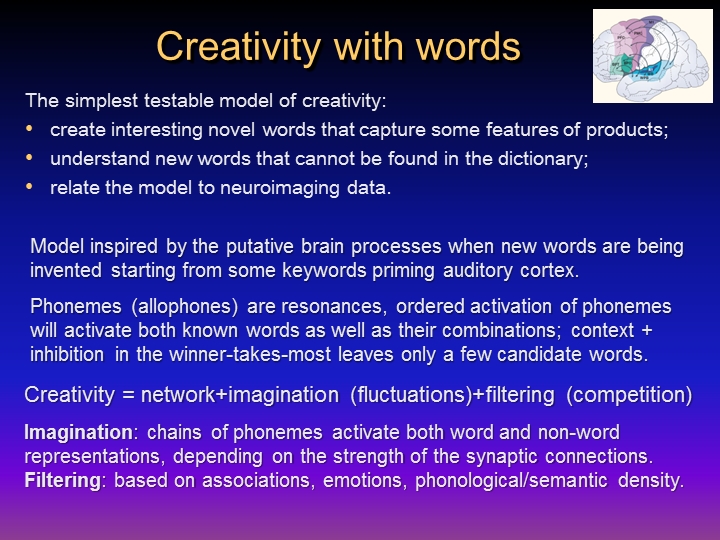 Creativity with words
The simplest testable model of creativity:
• create interesting novel words that capture some features of products;
• understand new words that cannot be found in the dictionary;
• relate the model to neuroimaging data.
Model inspired by the putative brain processes when new words are being
invented starting from some keywords priming auditory cortex.
Phonemes (allophones) are resonances, ordered activation of phonemes
will activate both known words as well as their combinations; context +
inhibition in the winner-takes-most leaves only a few candidate words.
Creativity = network+imagination (fluctuations)+filtering (competition)
Imagination: chains of phonemes activate both word and non-word
representations, depending on the strength of the synaptic connections.
Filtering: based on associations, emotions, phonological/semantic density.